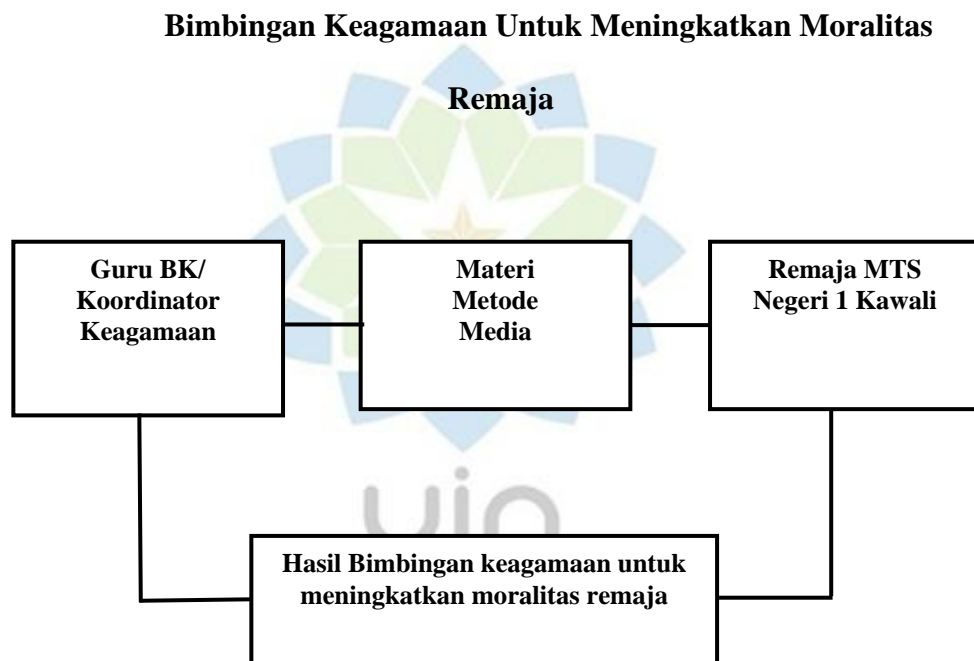 Bimbingan Keagamaan Untuk Meningkatkan Moralitas
Remaja
Guru BK/
Koordinator
Keagamaan
Materi
Metode
Media
Remaja MTS
Negeri 1 Kawali
uin
Hasil Bimbingan keagamaan untuk
meningkatkan moralitas remaja